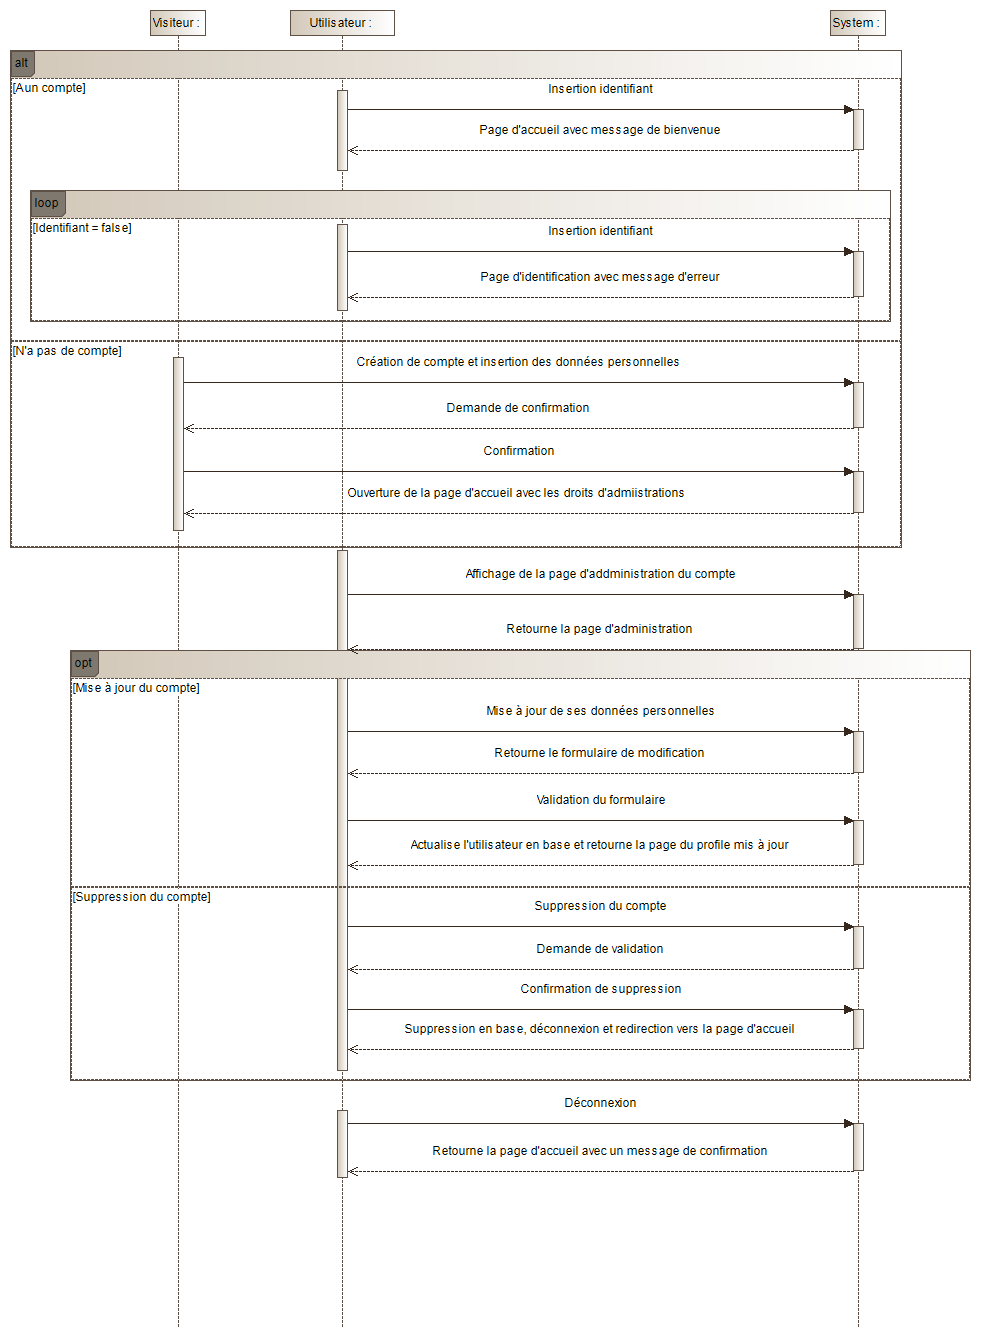 Visiteur :
Utilisateur :
System :
alt
[Aun compte]
Insertion identifiant
Page d'accueil avec message de bienvenue
loop
[Identifiant = false]
Insertion identifiant
Page d'identification avec message d'erreur
[N'a pas de compte]
Création de compte et insertion des données personnelles
Demande de confirmation
Confirmation
Ouverture de la page d'accueil avec les droits d'admiistrations
Affichage de la page d'addministration du compte
Retourne la page d'administration
opt
[Mise à jour du compte]
Mise à jour de ses données personnelles
Retourne le formulaire de modification
Validation du formulaire
Actualise l'utilisateur en base et retourne la page du profile mis à jour
[Suppression du compte]
Suppression du compte
Demande de validation
Confirmation de suppression
Suppression en base, déconnexion et redirection vers la page d'accueil
Déconnexion
Retourne la page d'accueil avec un message de confirmation